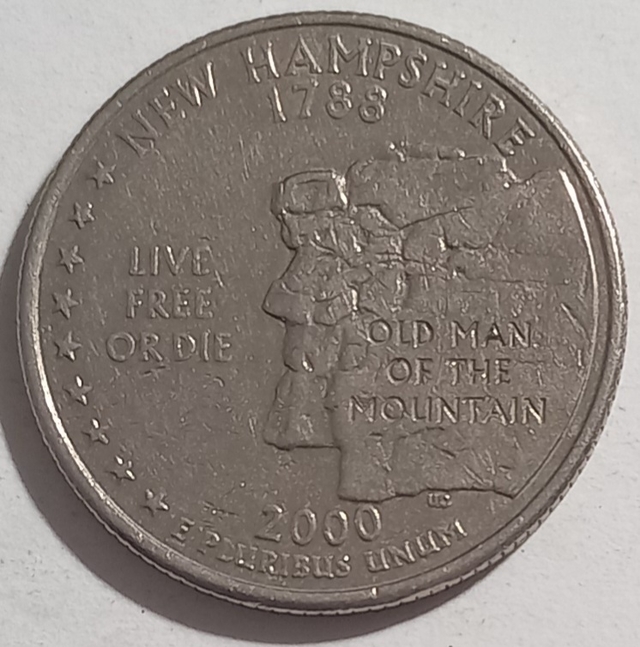 NEW HAMPSHIRE
1788
LIVE
FREE
OR DIE
OLD MAN
OF THE
MOUNTAIN
2000
E PLURIBUS UNUM